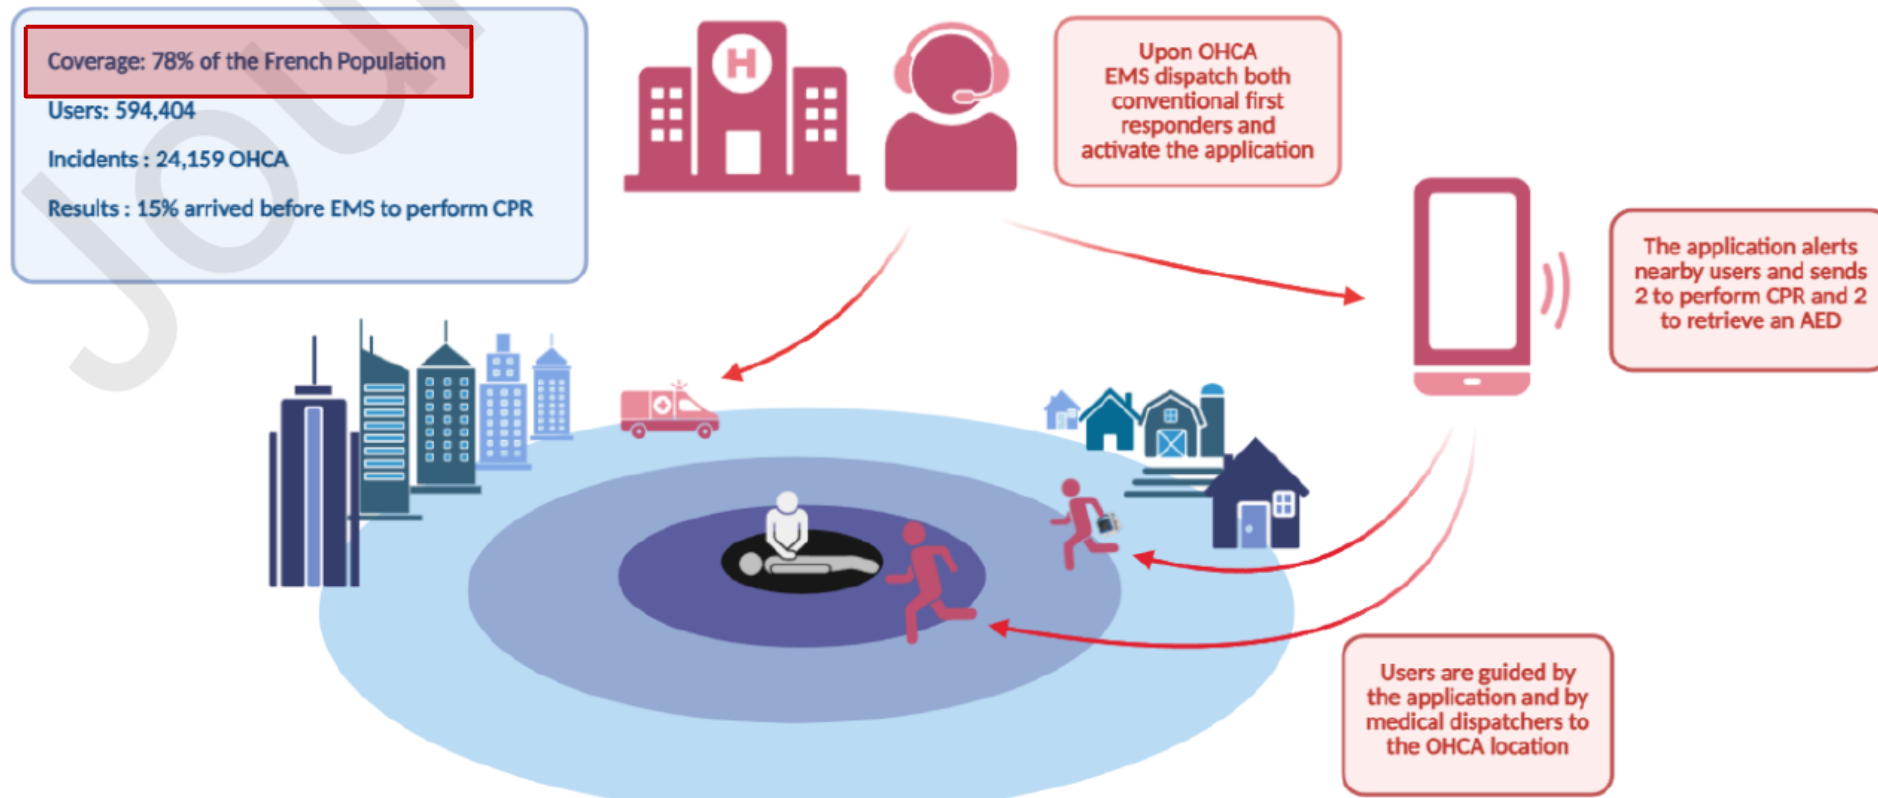 Coverage: 78% of the French Population
Users: 594,404
Incidents : 24,159 OHCA
Results : 15% arrived before EMS to perform CPR
H
Upon OHCA
EMS dispatch both
conventional first
responders and
activate the application
The application alerts
nearby users and sends
2 to perform CPR and 2
to retrieve an AED
Users are guided by
the application and by
medical dispatchers to
the OHCA location
Jour